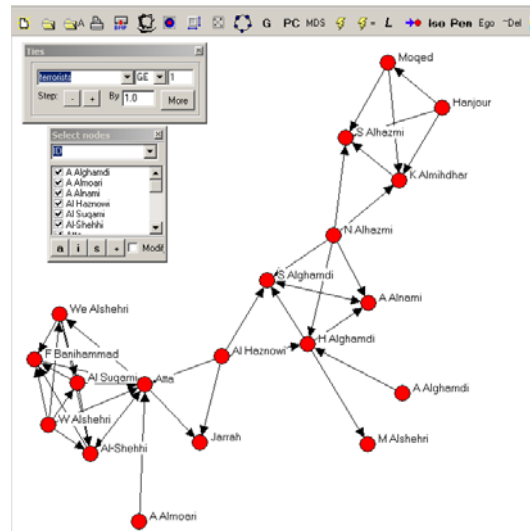 A G PC MDS L Iso Pen Ego ~Del
Ties
terrorists GE 1
Step: - + By 1.0 More
Select nodes
ID
A Alghamdi
A Almoari
A Alnami
Al Haznowi
Al Suqami
Al-Shehhi
Atta
a i s + Modif
Moqed
Hanjour
S Alhazmi
K Almihdhar
N Alhazmi
S Alghamdi
A Alnami
We Alshehri
H Alghamdi
F Banihammad
Al Haznowi
Al Suqami
Atta
A Alghamdi
W Alshehri
Jarrah
M Alshehri
Al-Shhhi
A Almoari